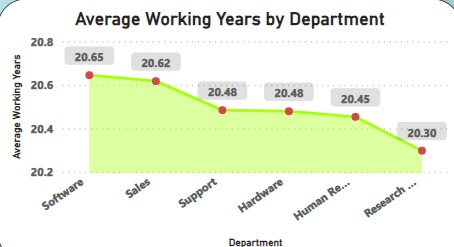 Average Working Years by Department
Average Working Years
20.8
20.6
20.4
20.2
20.65
20.62
20.48
20.48
20.45
20.30
Software
Sales
Support
Hardware
Human Re...
Research ...
Department